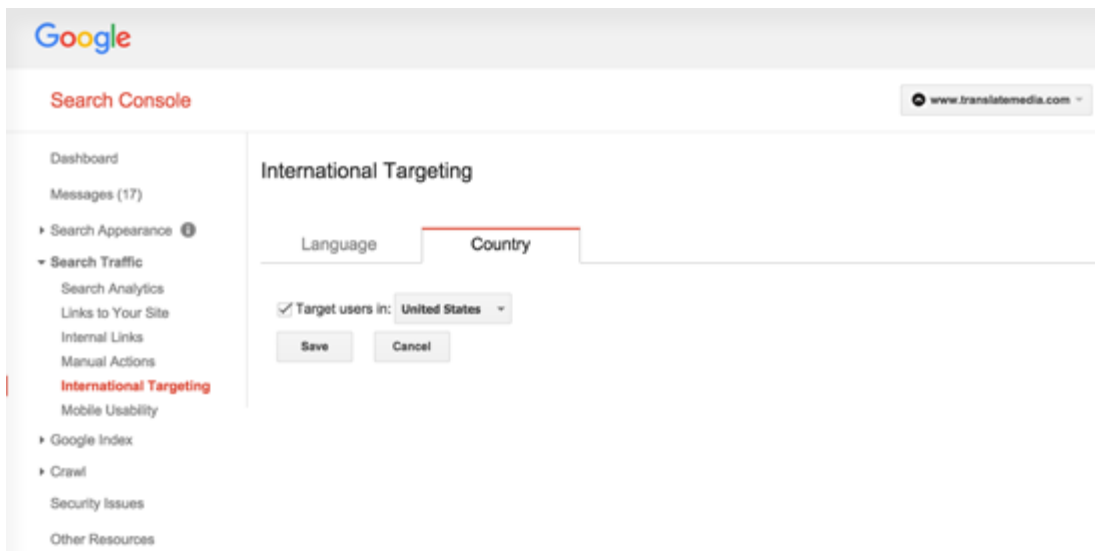 Google
Search Console
www.translatemedia.com
Dashboard
Messages (17)
Search Appearance
Search Traffic
Search Analytics
Links to Your Site
Internal Links
Manual Actions
International Targeting
Mobile Usability
Google Index
Crawl
Security Issues
Other Resources
International Targeting
Language Country
Target users in: United States
Save Cancel